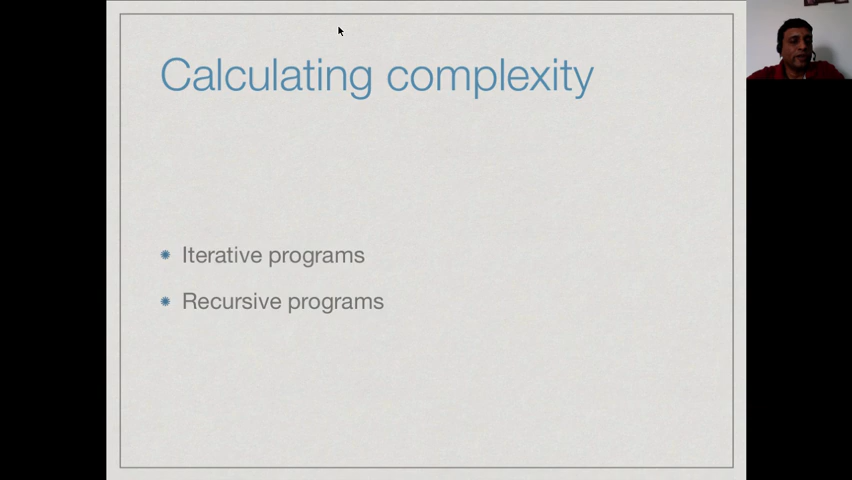 Calculating complexity
Iterative programs
Recursive programs